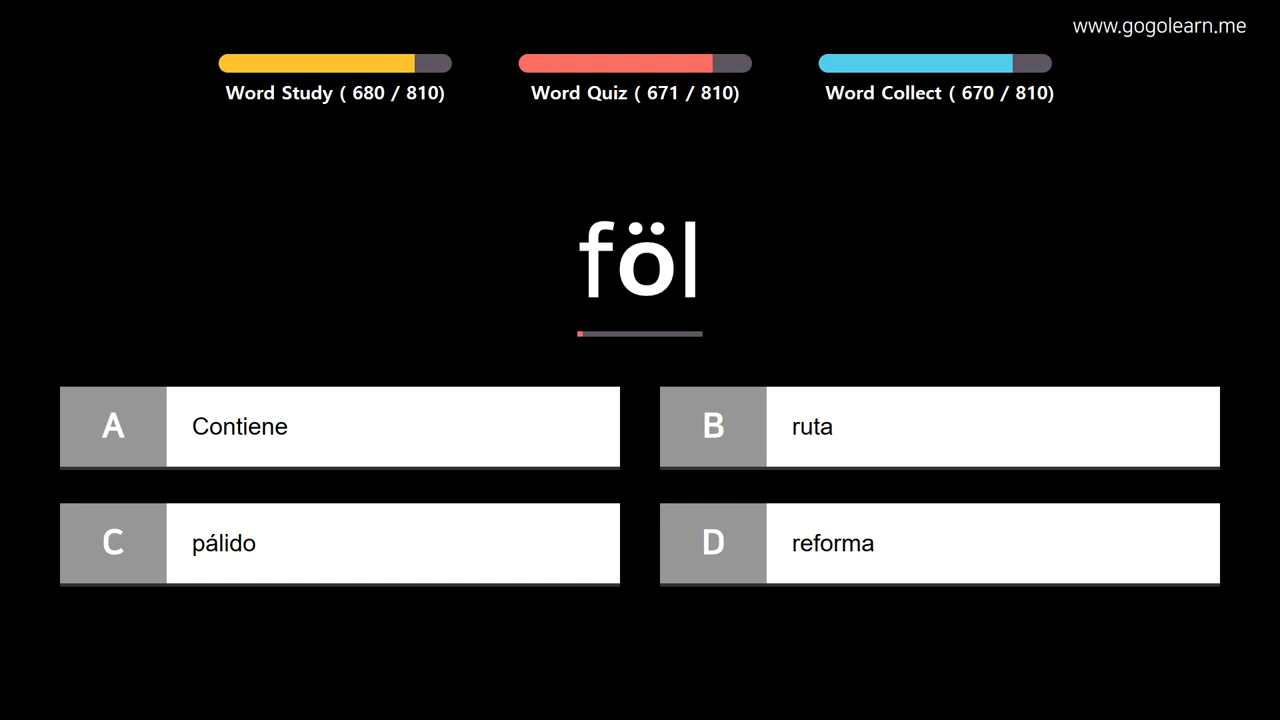 www.gogolearn.me
Word Study ( 680 / 810)
Word Quiz ( 671 / 810)
Word Collect ( 670 / 810)
föl
A
Contiene
B
ruta
C
pálido
D
reforma